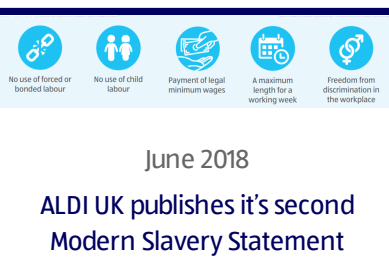 No use of forced or bonded labour
No use of child labour
Payment of legal minimum wages
A maximum length for a working week
Freedom from discrimination in the workplace
June 2018
ALDI UK publishes it's second
Modern Slavery Statement